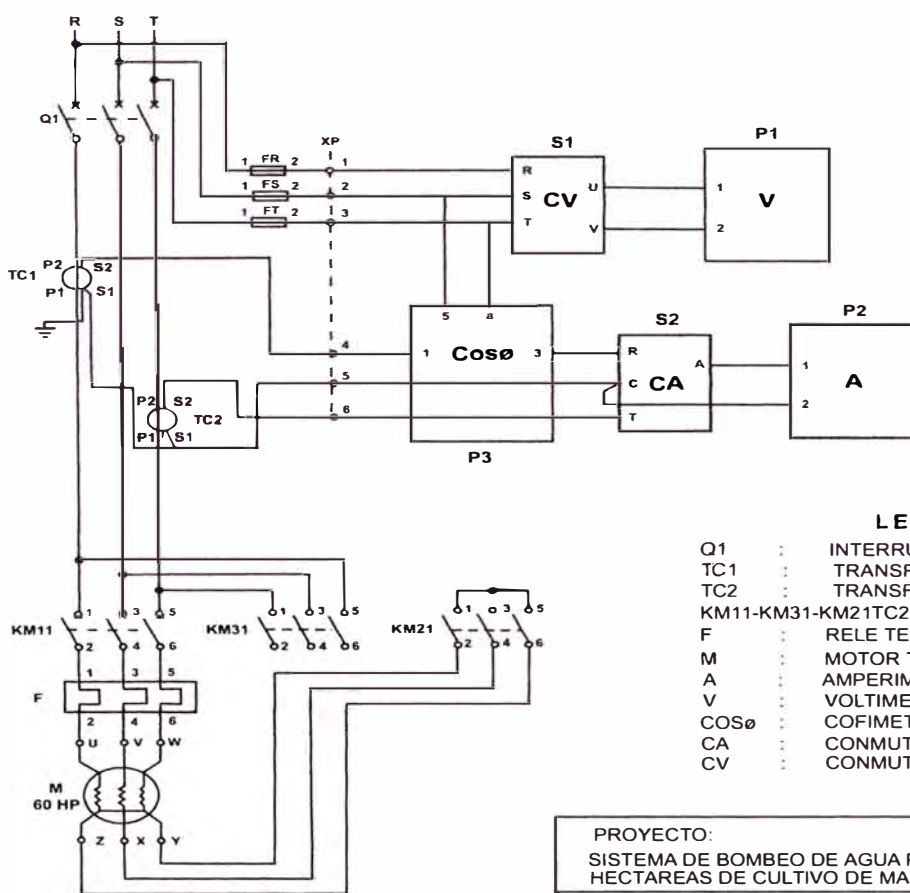 R S T
Q1
XP
1 FR 2 1
1 FS 2 2
1 FT 2 3
S1
R
S CV U
T V
P1
1
V
2
TC1 P2 S2
P1 S1
4
5
6
P2 S2
TC2
P1 S1
5 a
1 Cosø 3
P3
S2
R
A
C CA
T
P2
1
A
2
KM11 1 3 5
2 4 6
KM31 1 3 5
2 4 6
KM21 1 3 5
2 4 6
F 1 3 5
2 4 6
U V W
M
60 HP
Z X Y
LE
Q1 : INTERRU
TC1 : TRANSF
TC2 : TRANSF
KM11-KM31-KM21TC2
F : RELE TE
M : MOTOR T
A : AMPERIM
V : VOLTIME
COSø : COFIMET
CA : CONMUT
CV : CONMUT
PROYECTO:
SISTEMA DE BOMBEO DE AGUA P
HECTAREAS DE CULTIVO DE MA